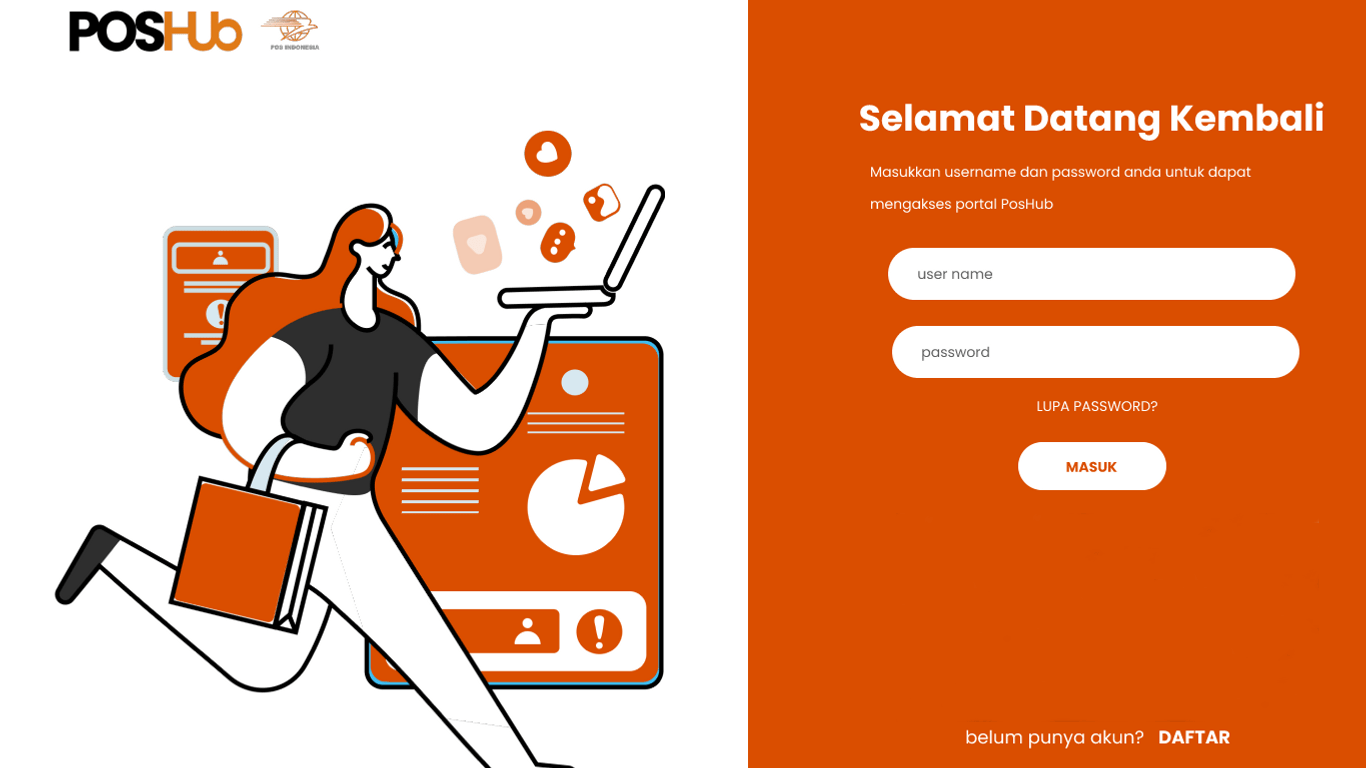 POSHub
POS INDONESIA
Selamat Datang Kembali
Masukkan username dan password anda untuk dapat
mengakses portal PosHub
user name
password
LUPA PASSWORD?
MASUK
belum punya akun? DAFTAR